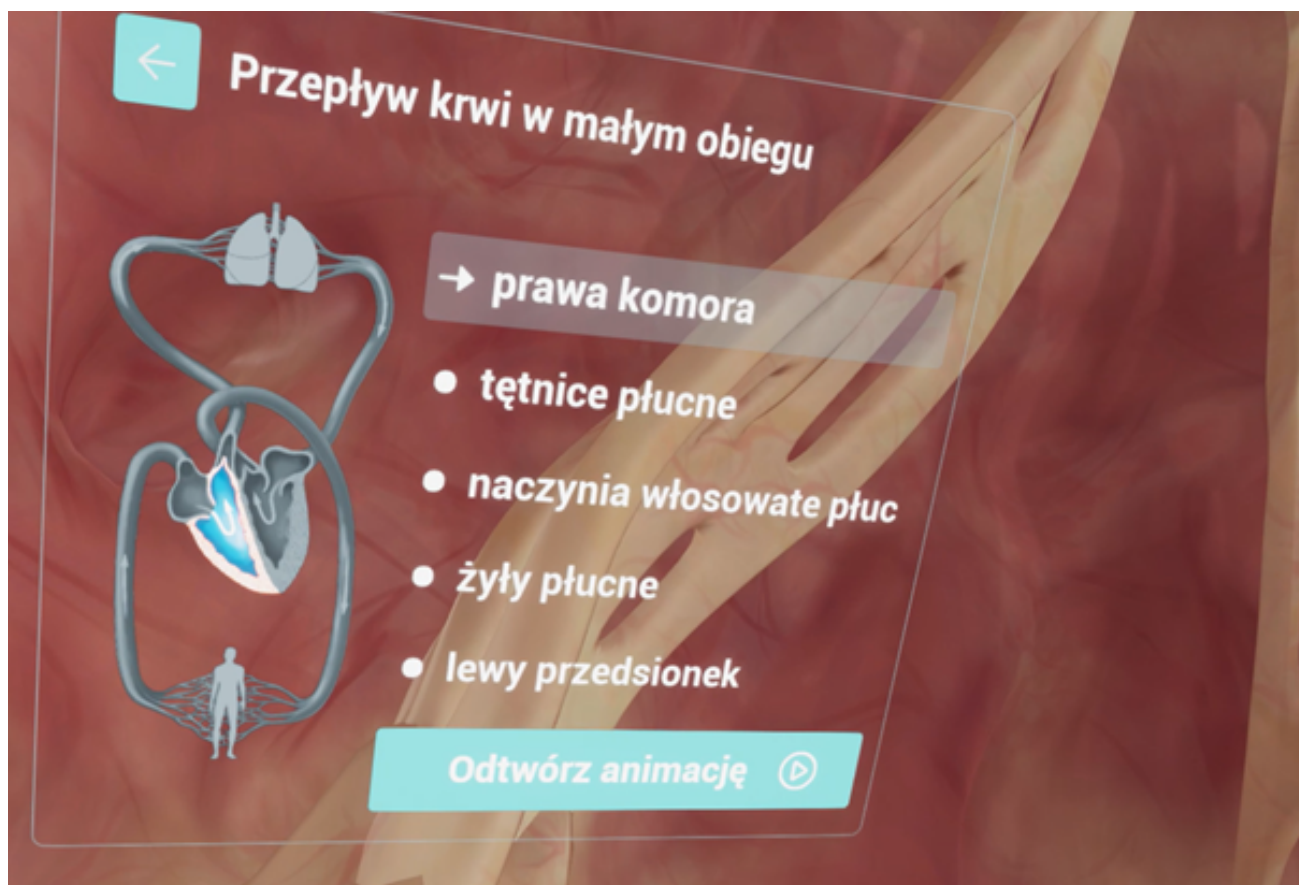 Przepływ krwi w małym obiegu
prawa komora
tętnice płucne
naczynia włosowate płuc
żyły płucne
lewy przedsionek
Odtwórz animację